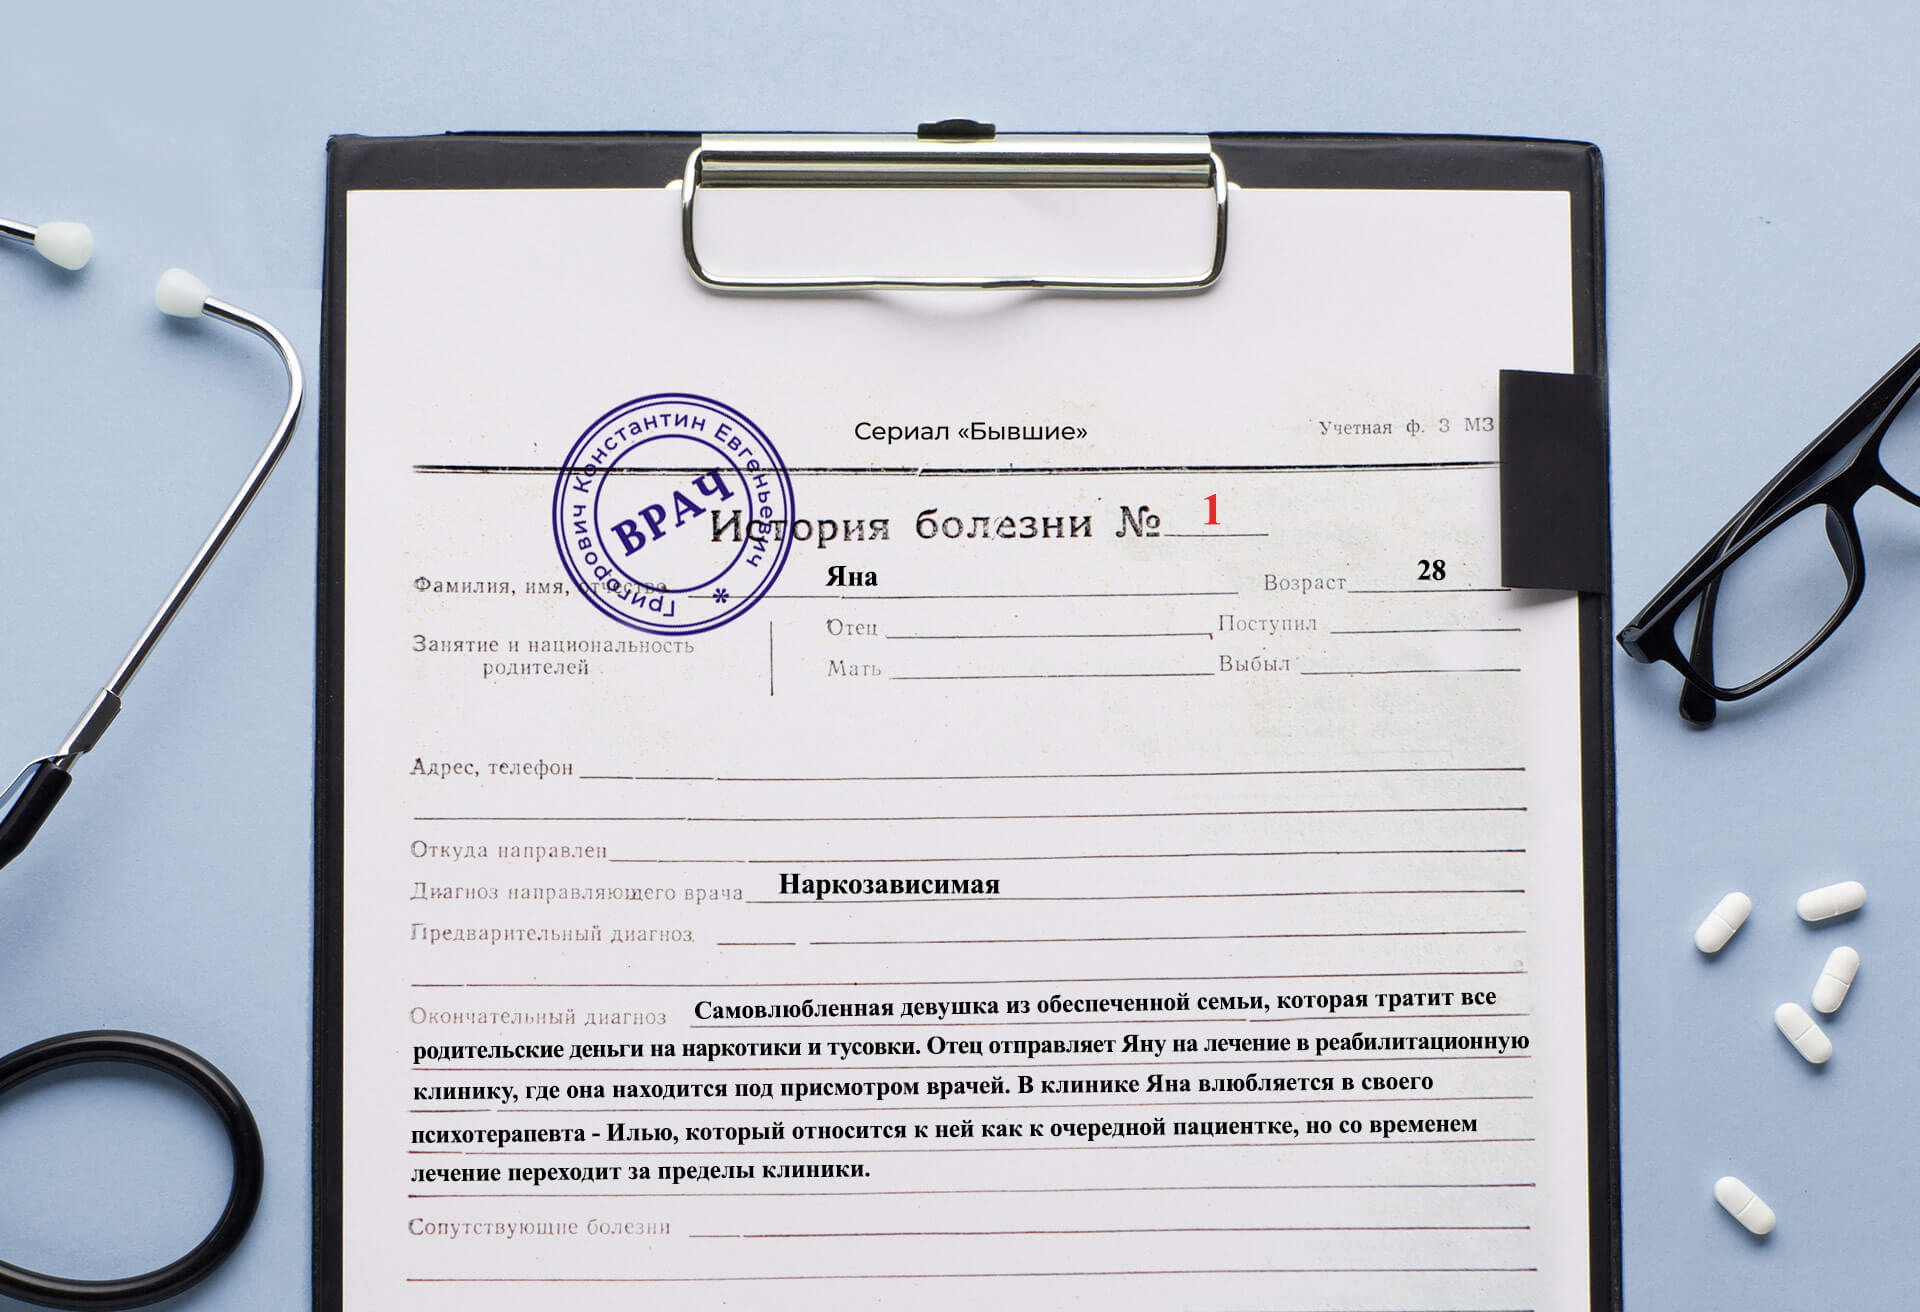 Сериал «Бывшие»
Учетная ф. 3 МЗ
Григорович Константин Евгеньевич *
ВРАЧ
История болезни № 1
Фамилия, имя, отчество Яна Возраст 28
Занятие и национальность
родителей
Отец Поступил
Мать Выбыл
Адрес, телефон
Откуда направлен
Диагноз направляющего врача Наркозависимая
Предварительный диагноз
Окончательный диагноз Самовлюбленная девушка из обеспеченной семьи, которая тратит все
родительские деньги на наркотики и тусовки. Отец отправляет Яну на лечение в реабилитационную
клинику, где она находится под присмотром врачей. В клинике Яна влюбляется в своего
психотерапевта - Илью, который относится к ней как к очередной пациентке, но со временем
лечение переходит за пределы клиники.
Сопутствующие болезни